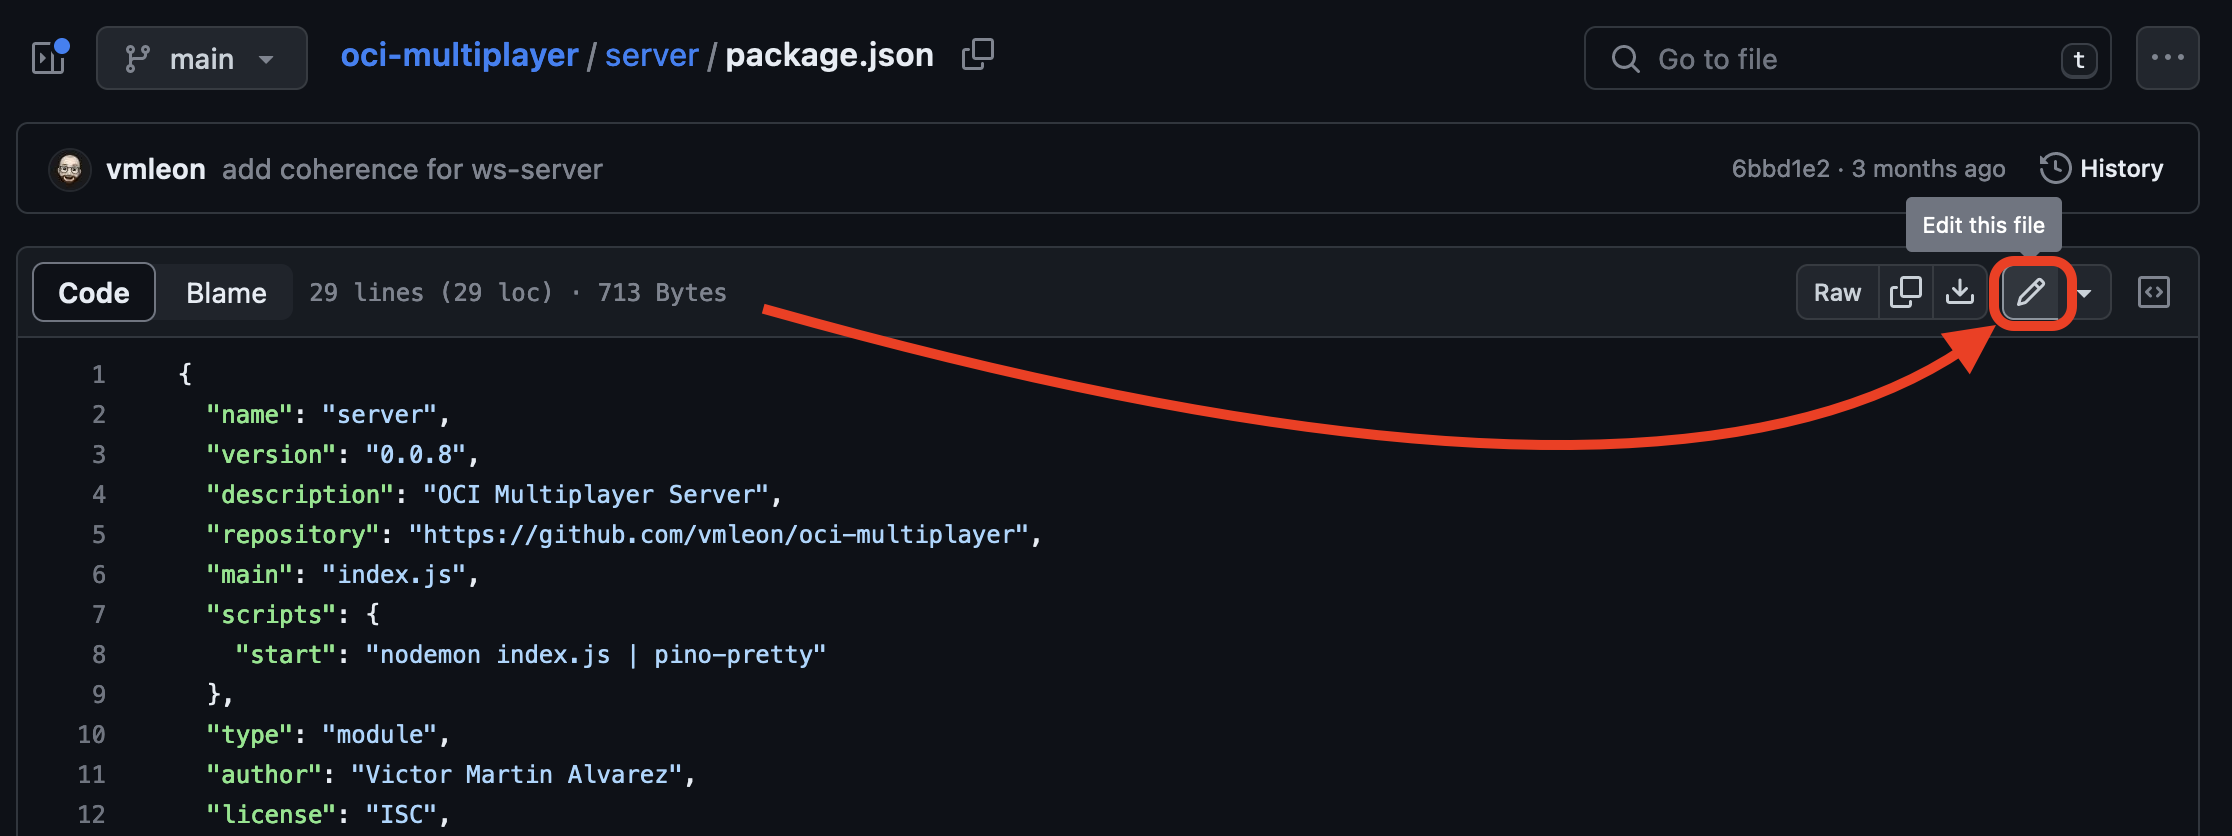 main
oci-multiplayer / server / package.json
Go to file
t
vmleon add coherence for ws-server
6bbd1e2 · 3 months ago
History
Edit this file
Code
Blame
29 lines (29 loc) · 713 Bytes
Raw
1 {
2 "name": "server",
3 "version": "0.0.8",
4 "description": "OCI Multiplayer Server",
5 "repository": "https://github.com/vmleon/oci-multiplayer",
6 "main": "index.js",
7 "scripts": {
8 "start": "nodemon index.js | pino-pretty"
9 },
10 "type": "module",
11 "author": "Victor Martin Alvarez",
12 "license": "ISC",